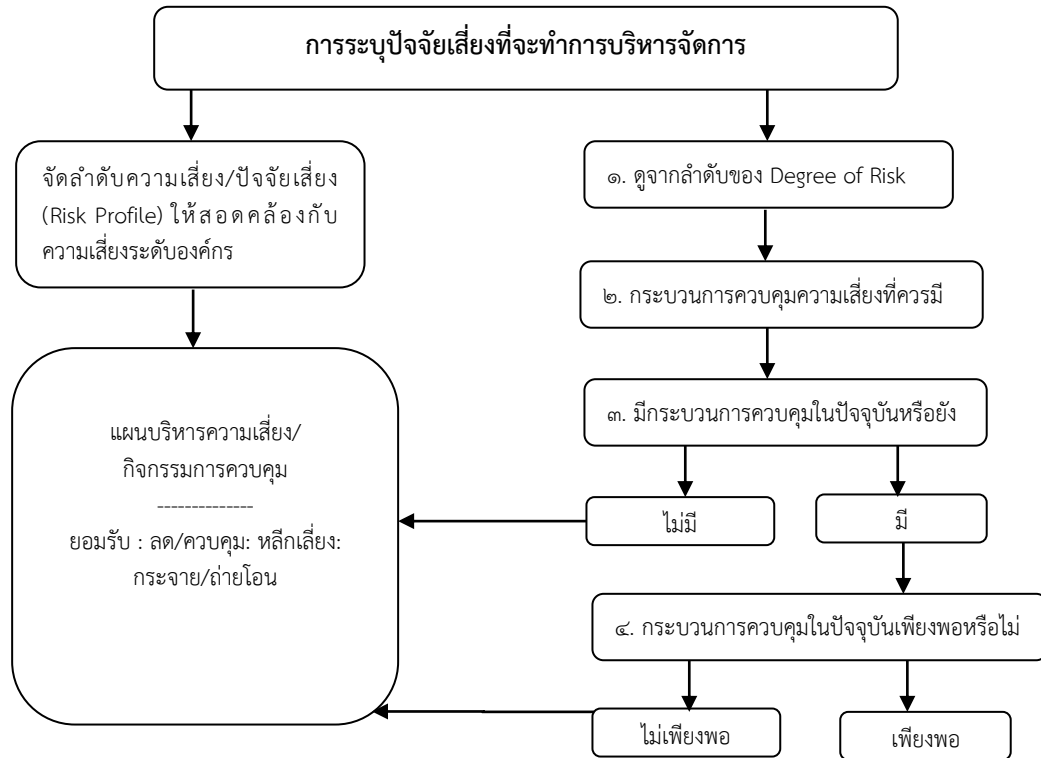 การระบุปัจจัยเสี่ยงที่จะทำการบริหารจัดการ
จัดลำดับความเสี่ยง/ปัจจัยเสี่ยง
(Risk Profile) ให้สอดคล้องกับ
ความเสี่ยงระดับองค์กร
๑. ดูจากลำดับของ Degree of Risk
๒. กระบวนการควบคุมความเสี่ยงที่ควรมี
๓. มีกระบวนการควบคุมในปัจจุบันหรือยัง
แผนบริหารความเสี่ยง/
กิจกรรมการควบคุม
--------------
ยอมรับ : ลด/ควบคุม: หลีกเลี่ยง:
กระจาย/ถ่ายโอน
ไม่มี
มี
๔. กระบวนการควบคุมในปัจจุบันเพียงพอหรือไม่
ไม่เพียงพอ
เพียงพอ